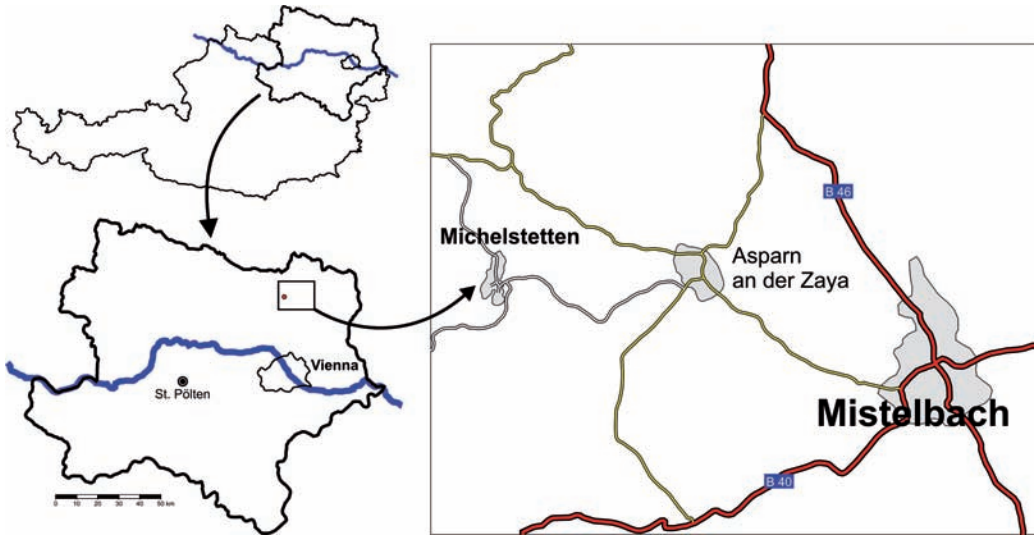 Vienna
St. Pölten
0 10 20 30 40 50 km
Michelstetten
Asparn
an der Zaya
B 46
Mistelbach
B 40